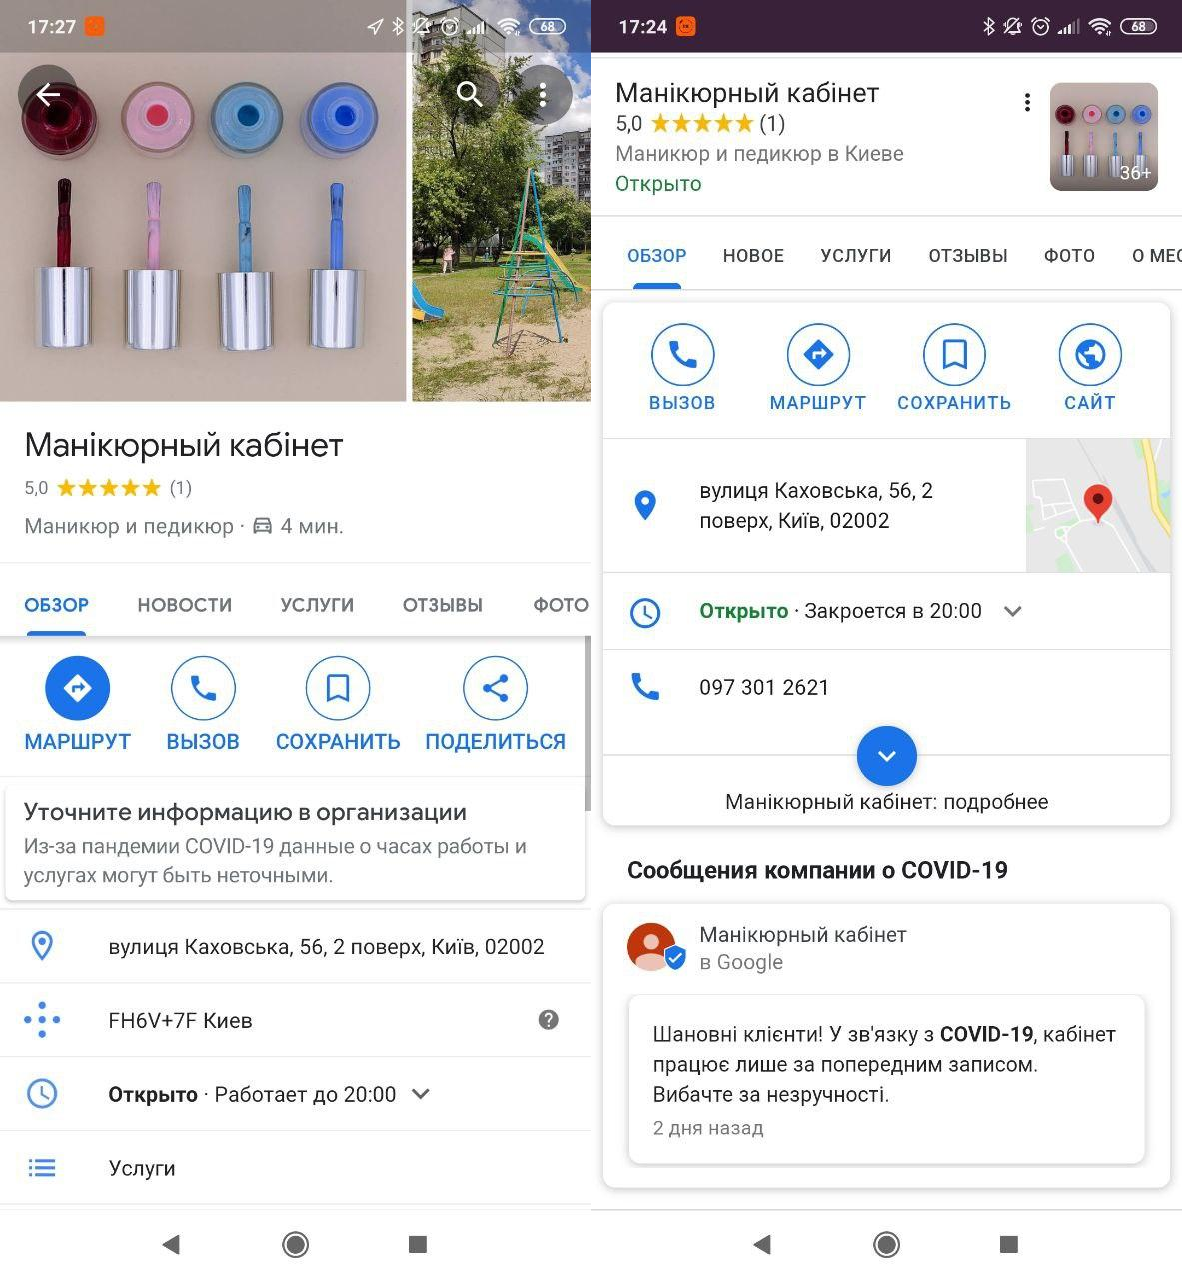 17:27
68
Манікюрный кабінет
5,0 (1)
Маникюр и педикюр · 4 мин.
ОБЗОР НОВОСТИ УСЛУГИ ОТЗЫВЫ ФОТО
МАРШРУТ ВЫЗОВ СОХРАНИТЬ ПОДЕЛИТЬСЯ
Уточните информацию в организации
Из-за пандемии COVID-19 данные о часах работы и
услугах могут быть неточными.
вулиця Каховська, 56, 2 поверх, Київ, 02002
FH6V+7F Киев
Открыто · Работает до 20:00
Услуги
17:24
68
Манікюрный кабінет
5,0 (1)
Маникюр и педикюр в Киеве
Открыто
36+
ОБЗОР НОВОЕ УСЛУГИ ОТЗЫВЫ ФОТО О МЕС
ВЫЗОВ МАРШРУТ СОХРАНИТЬ САЙТ
вулиця Каховська, 56, 2
поверх, Київ, 02002
Открыто · Закроется в 20:00
097 301 2621
Манікюрный кабінет: подробнее
Сообщения компании о COVID-19
Манікюрный кабінет
в Google
Шановні клієнти! У зв'язку з COVID-19, кабінет
працює лише за попередним записом.
Вибачте за незручності.
2 дня назад